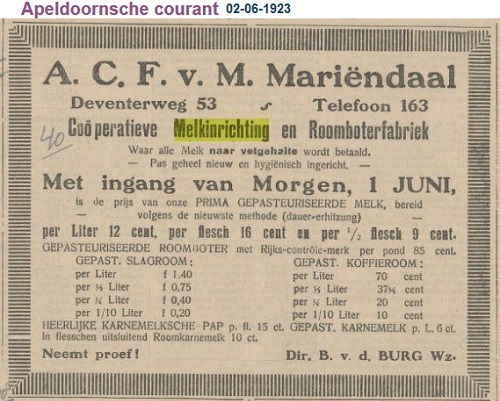 Apeldoornsche courant 02-06-1923
A. C. F. v. M. Mariëndaal
Deventerweg 53 Telefoon 163
40
Coöperatieve Melkinrichting en Roomboterfabriek
Waar alle Melk naar vetgehalte wordt betaald.
— Pas geheel nieuw en hygiënisch ingericht. —
Met ingang van Morgen, 1 JUNI,
is de prijs van onze PRIMA GEPASTEURISEERDE MELK, bereid
— volgens de nieuwste methode (dauer-erhitzung) —
per Liter 12 cent, per flesch 16 cent en per 1/2 flesch 9 cent.
GEPASTEURISEERDE ROOMBOTER met Rijks-contrôle-merk per pond 85 cent.
GEPAST. SLAGROOM: GEPAST. KOFFIEROOM:
per Liter f 1.40 per Liter 70 cent
per ½ Liter f 0,75 per ½ Liter 37½ cent
per ¼ Liter f 0,40 per ¼ Liter 20 cent
per 1/10 Liter f 0,20 per 1/10 Liter 10 cent
HEERLIJKE KARNEMELKSCHE PAP p. fl. 15 ct. GEPAST. KARNEMELK p. L. 6 ct.
In flesschen uitsluitend Roomkarnemelk 10 ct.
Neemt proef! Dir. B. v. d. BURG Wz.